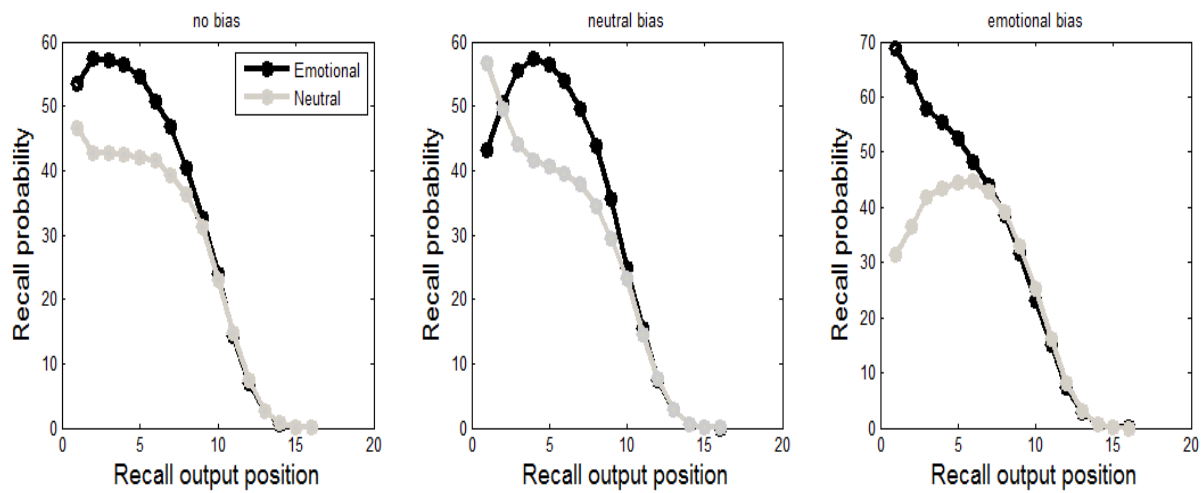 no bias
neutral bias
emotional bias
Emotional
Neutral
60
50
40
30
20
10
0
0 5 10 15 20
Recall probability
Recall output position
60
50
40
30
20
10
0
0 5 10 15 20
Recall probability
Recall output position
70
60
50
40
30
20
10
0
0 5 10 15 20
Recall probability
Recall output position